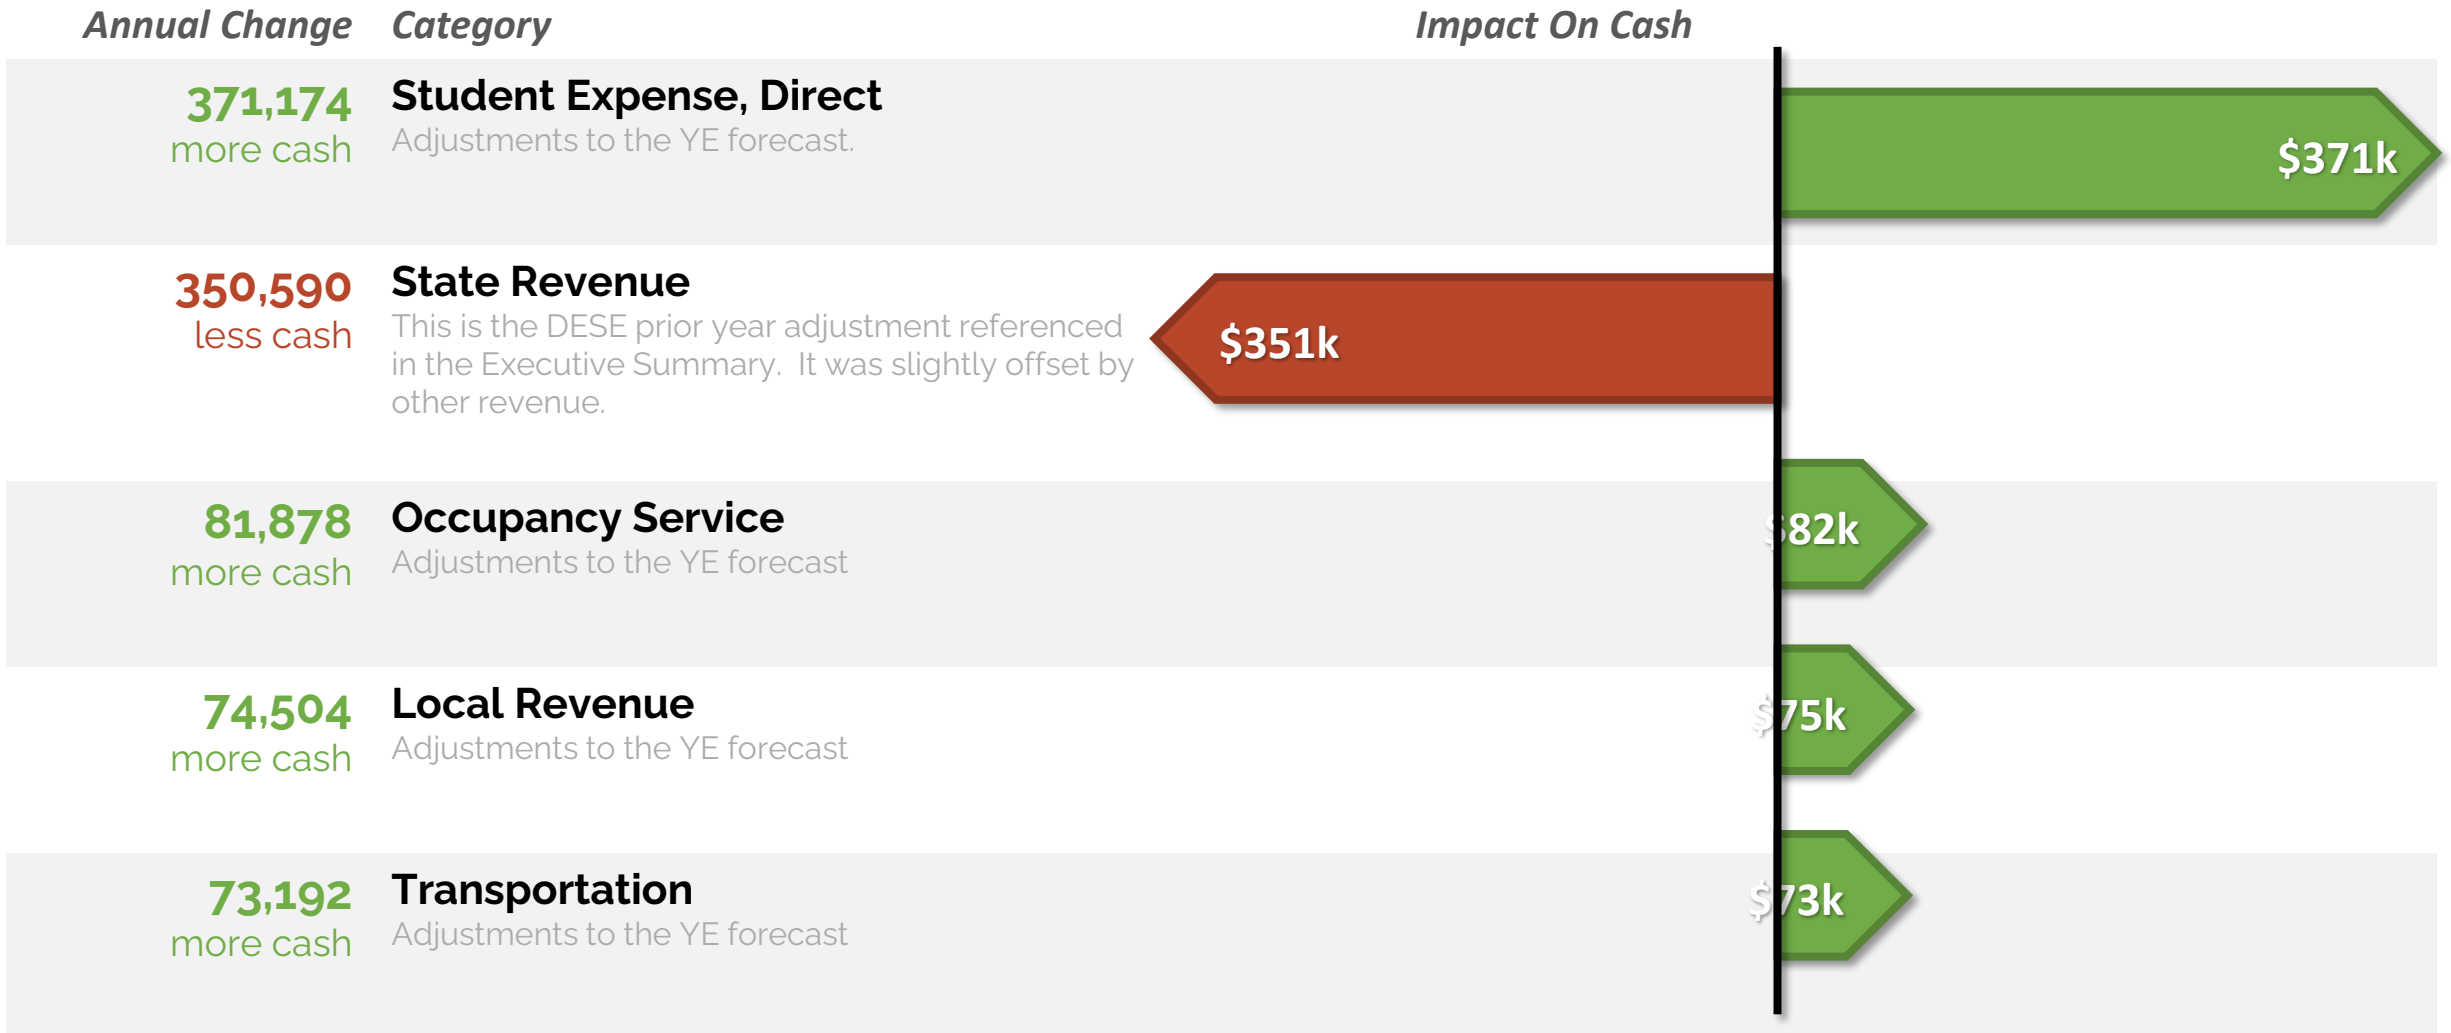 Annual Change Category Impact On Cash
371,174 Student Expense, Direct
more cash Adjustments to the YE forecast.
$371k
350,590 State Revenue
less cash This is the DESE prior year adjustment referenced
in the Executive Summary.  It was slightly offset by
other revenue.
$351k
81,878 Occupancy Service
more cash Adjustments to the YE forecast
$82k
74,504 Local Revenue
more cash Adjustments to the YE forecast
$75k
73,192 Transportation
more cash Adjustments to the YE forecast
$73k